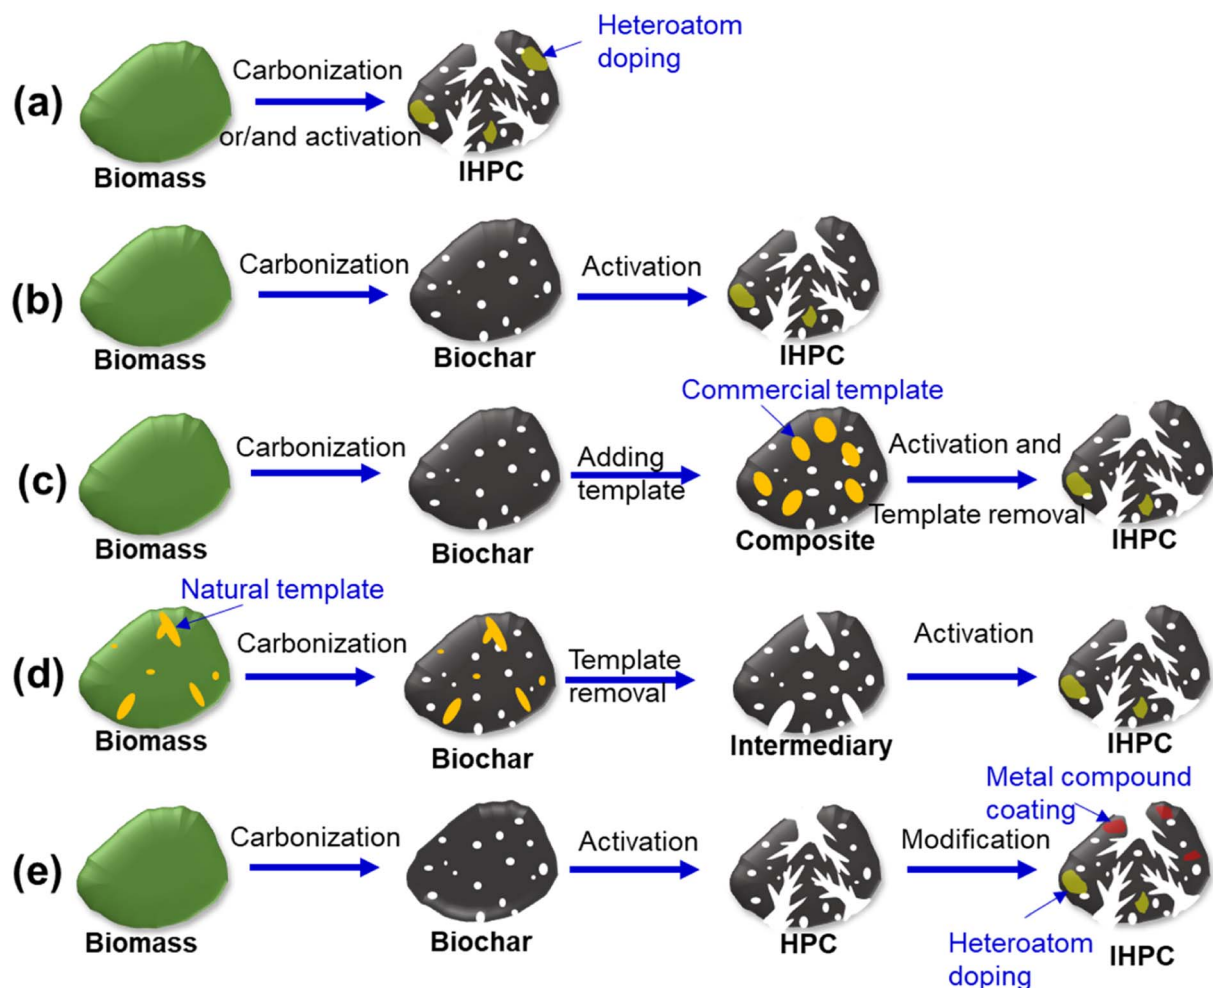 Heteroatom
doping
(a)
Carbonization
or/and activation
Biomass
IHPC
(b)
Carbonization
Activation
Biomass
Biochar
IHPC
Commercial template
(c)
Carbonization
Adding
template
Activation and
Template removal
Biomass
Biochar
Composite
IHPC
Natural template
(d)
Carbonization
Template
removal
Activation
Biomass
Biochar
Intermediary
IHPC
Metal compound
coating
(e)
Carbonization
Activation
Modification
Biomass
Biochar
HPC
Heteroatom
doping
IHPC